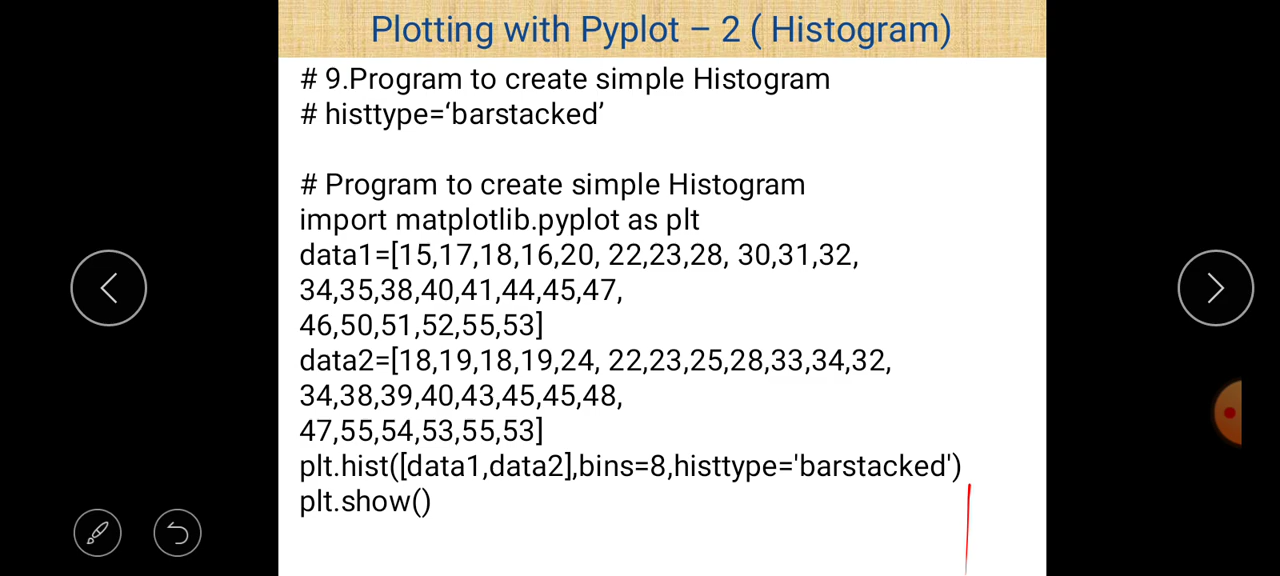 Plotting with Pyplot – 2 ( Histogram)
# 9.Program to create simple Histogram
# histtype=‘barstacked’
# Program to create simple Histogram
import matplotlib.pyplot as plt
data1=[15,17,18,16,20, 22,23,28, 30,31,32,
34,35,38,40,41,44,45,47,
46,50,51,52,55,53]
data2=[18,19,18,19,24, 22,23,25,28,33,34,32,
34,38,39,40,43,45,45,48,
47,55,54,53,55,53]
plt.hist([data1,data2],bins=8,histtype='barstacked')
plt.show()